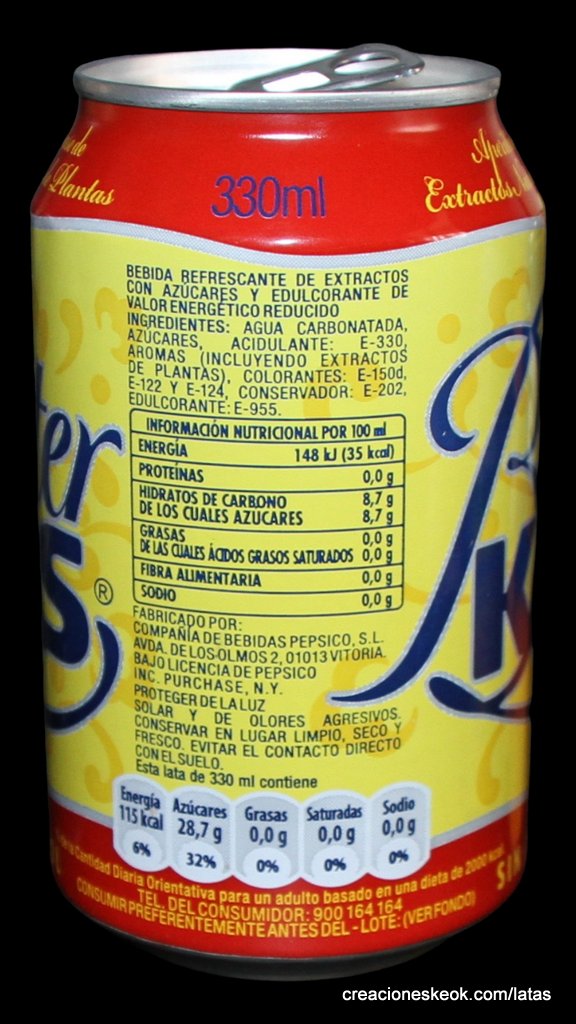 de
Plantas
330ml
Extractos
BEBIDA REFRESCANTE DE EXTRACTOS
CON AZÚCARES Y EDULCORANTE DE
VALOR ENERGÉTICO REDUCIDO
INGREDIENTES: AGUA CARBONATADA,
AZÚCARES, ACIDULANTE: E-330,
AROMAS (INCLUYENDO EXTRACTOS
DE PLANTAS), COLORANTES: E-150d,
E-122 Y E-124, CONSERVADOR: E-202,
EDULCORANTE: E-955.
INFORMACIÓN NUTRICIONAL POR 100 ml
ENERGÍA 148 kJ (35 kcal)
PROTEÍNAS 0,0 g
HIDRATOS DE CARBONO 8,7 g
DE LOS CUALES AZUCARES 8,7 g
GRASAS 0,0 g
DE LAS CUALES ÁCIDOS GRASOS SATURADOS 0,0 g
FIBRA ALIMENTARIA 0,0 g
SODIO 0,0 g
ter
S®
K
FABRICADO POR:
COMPAÑÍA DE BEBIDAS PEPSICO, S.L.
AVDA. DE LOS OLMOS 2, 01013 VITORIA.
BAJO LICENCIA DE PEPSICO
INC. PURCHASE, N.Y.
PROTEGER DE LA LUZ
SOLAR Y DE OLORES AGRESIVOS.
CONSERVAR EN LUGAR LIMPIO, SECO Y
FRESCO. EVITAR EL CONTACTO DIRECTO
CON EL SUELO.
Esta lata de 330 ml contiene
Energía Azúcares Grasas Saturadas Sodio
115 kcal 28,7 g 0,0 g 0,0 g 0,0 g
6% 32% 0% 0% 0%
de la Cantidad Diaria Orientativa para un adulto basado en una dieta de 2000 kcal
TEL. DEL CONSUMIDOR: 900 164 164
CONSUMIR PREFERENTEMENTE ANTES DEL - LOTE: (VER FONDO)
SIN
creacioneskeok.com/latas